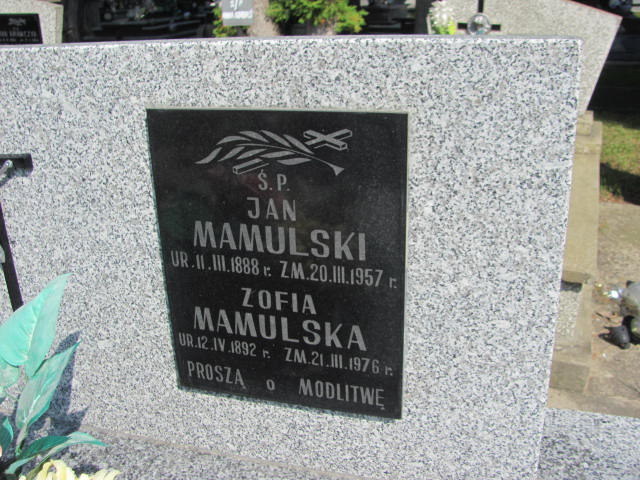 Ś.P.
JAN
MAMULSKI
UR.11.III.1888 r. ZM.20.III.1957 r.
ZOFIA
MAMULSKA
UR.12.IV.1892 r. ZM.21.III.1976 r.
PROSZĄ o MODLITWĘ